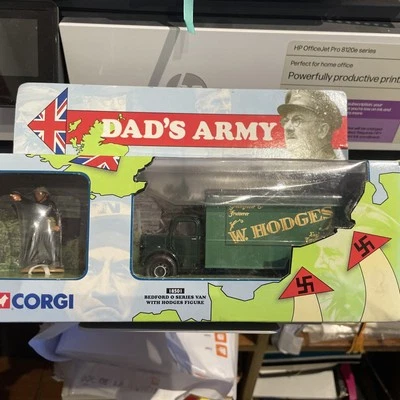 HP OfficeJet Pro 8120e series
Perfect for home office
Powerfully productive print
DAD'S ARMY
W. HODGES
CORGI
18501
BEDFORD O SERIES VAN
WITH HODGES FIGURE